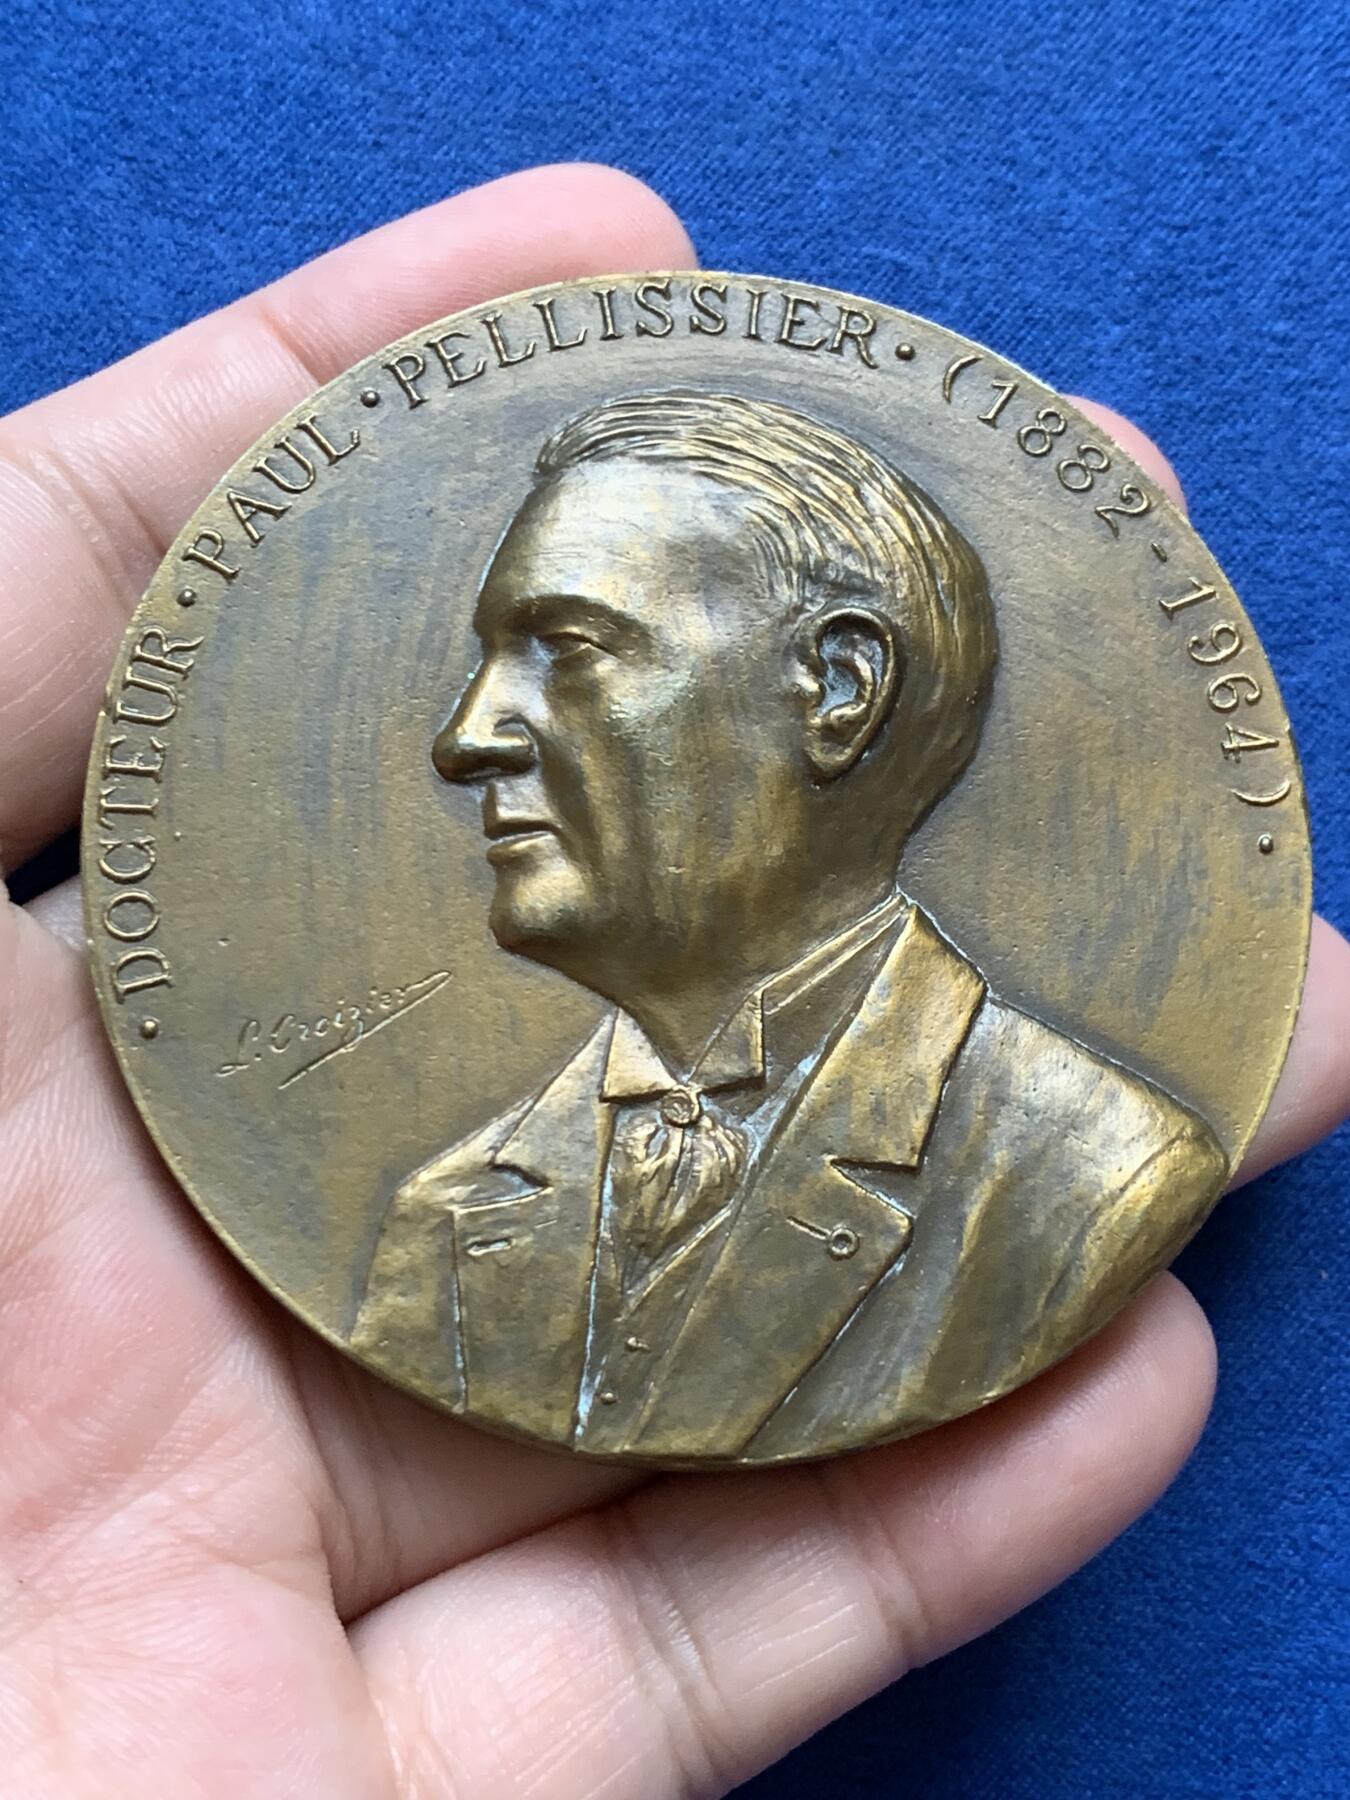 · DOCTEUR · PAUL · PELLISSIER · (1882-1964) ·
L. Croizier